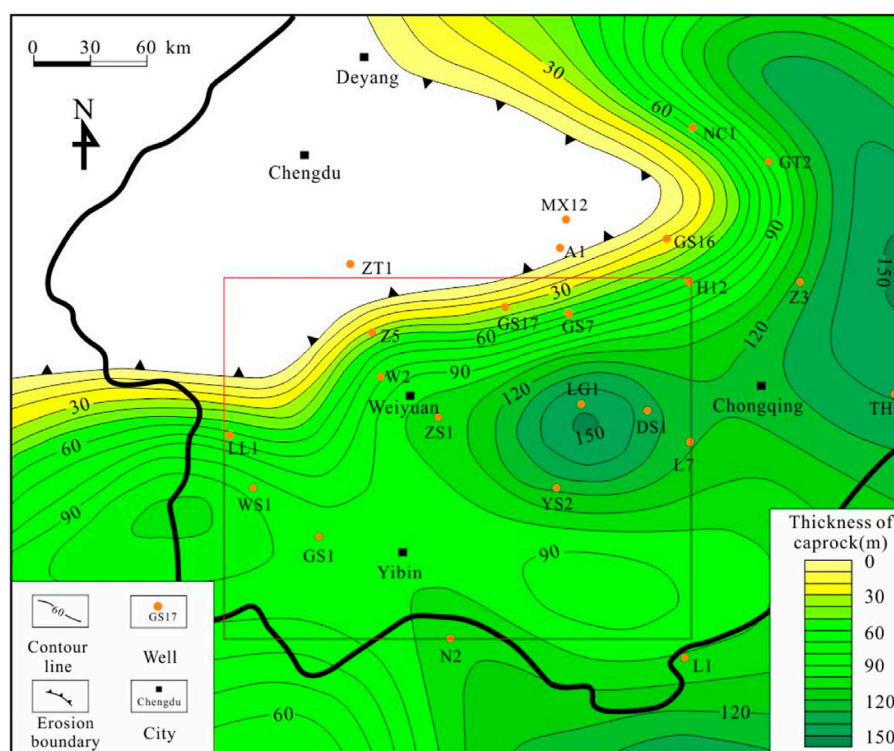 0 30 60 km
N
Deyang
Chengdu
MX12
A1
ZT1
NC1
GT2
GS16
H12
Z3
Z5
GS17
GS7
W2
Weiyuan
ZS1
LG1
DS1
Chongqing
TH
L7
LL1
WS1
YS2
GS1
Yibin
N2
L1
30
60
90
150
120
30
60
90
120
150
30
60
90
90
60
120
Thickness of
caprock(m)
0
30
60
90
120
150
60
Contour
line
GS17
Well
Erosion
boundary
Chengdu
City